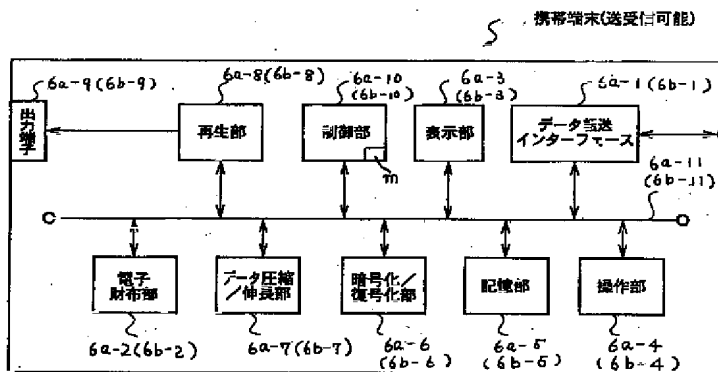 携帯端末(送受信可能)
6a-9(6b-9)
6a-8(6b-8)
6a-10
(6b-10)
6a-3
(6b-3)
6a-1(6b-1)
出力端子
再生部
制御部
m
表示部
データ転送
インターフェース
6a-11
(6b-11)
電子
財布部
データ圧縮
/伸長部
暗号化/
復号化部
記憶部
操作部
6a-2(6b-2)
6a-7(6b-7)
6a-6
(6b-6)
6a-5
(6b-5)
6a-4
(6b-4)